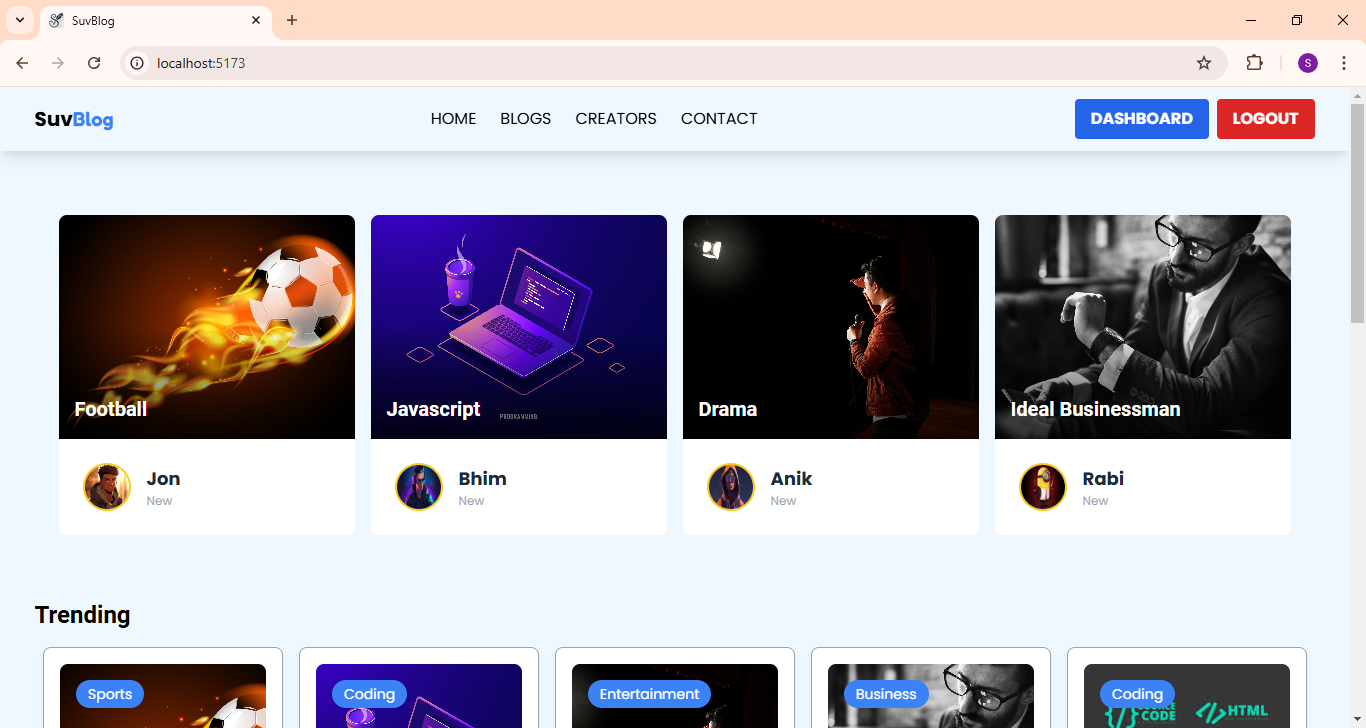 SuvBlog
localhost:5173
SuvBlog
HOME BLOGS CREATORS CONTACT
DASHBOARD LOGOUT
Football
Javascript
PROGRAMMING
Drama
Ideal Businessman
Jon
New
Bhim
New
Anik
New
Rabi
New
Trending
Sports
Coding
Entertainment
Business
Coding
CODE
HTML